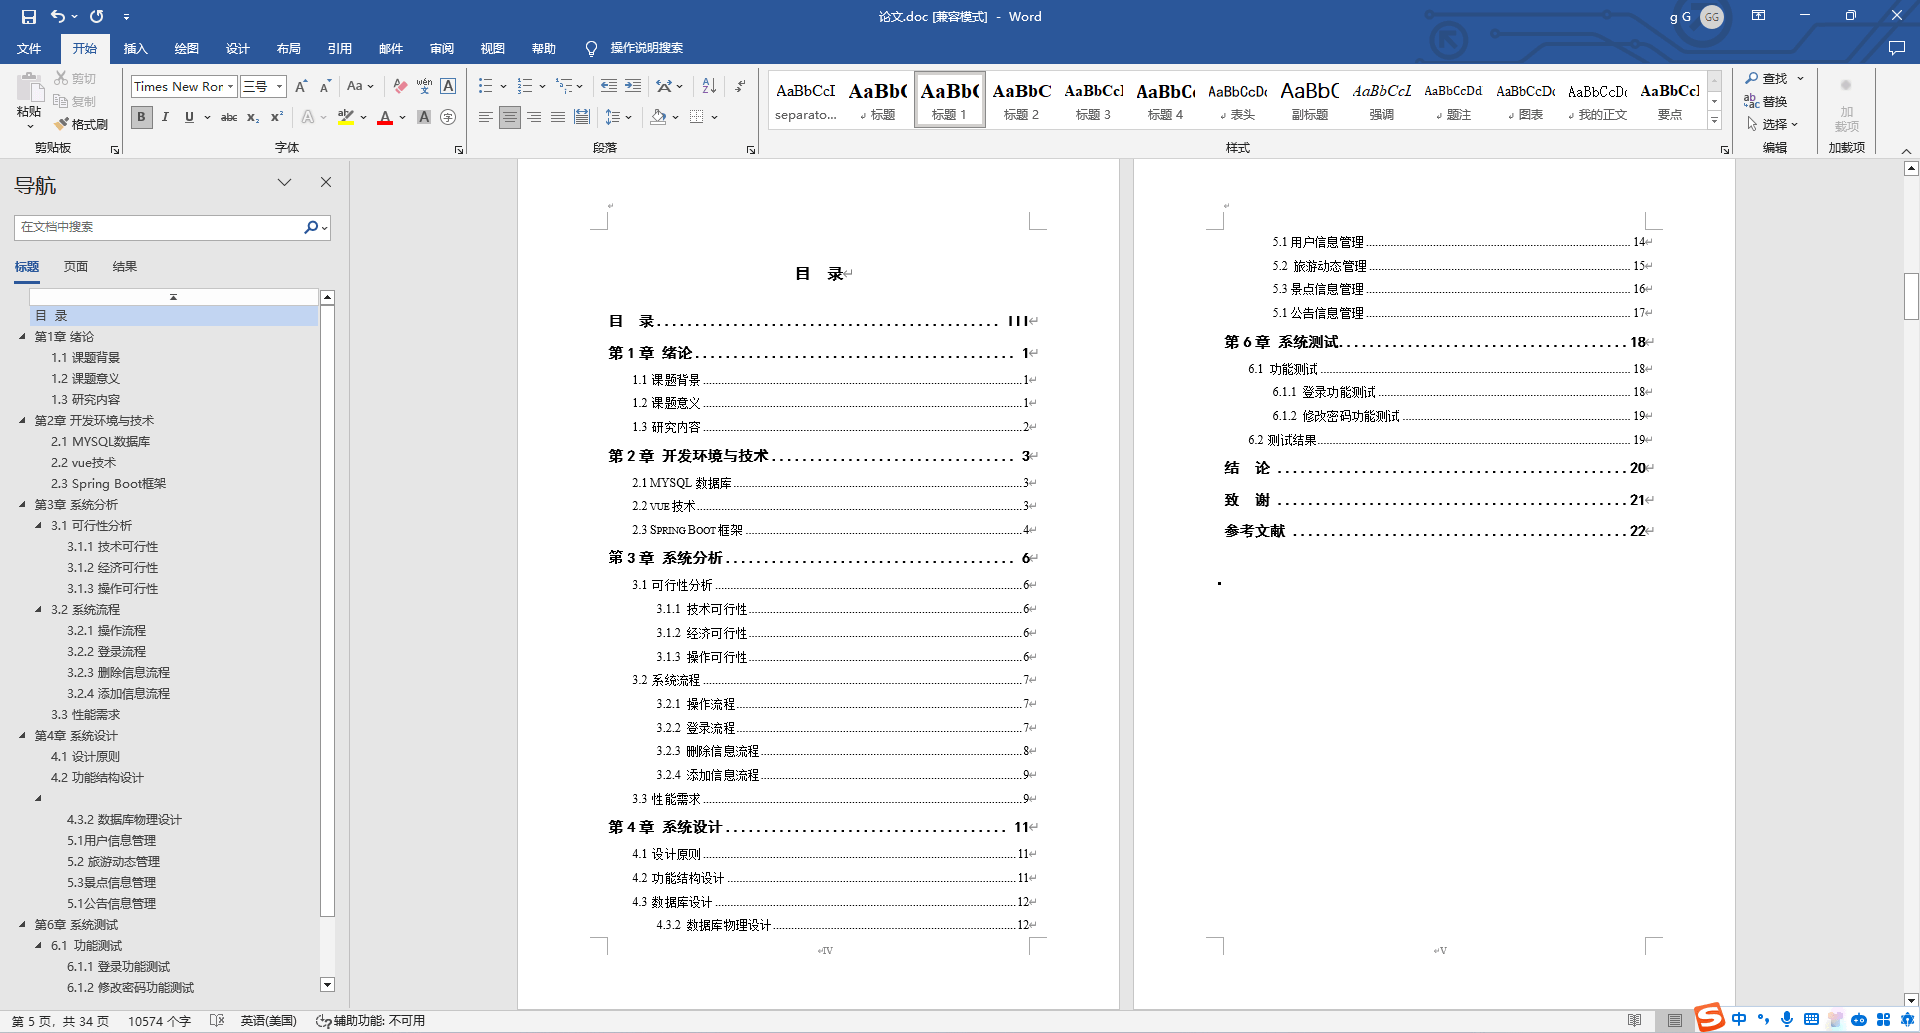 论文.doc [兼容模式] - Word
g G
GG
文件 开始 插入 绘图 设计 布局 引用 邮件 审阅 视图 帮助 操作说明搜索
粘贴
剪切
复制
格式刷
剪贴板
Times New Ror
三号
Aa
wén
文
A
B I U abc x₂ x²
A
ab
A
A
字
字体
段落
AaBbCcI
separato...
AaBb(
标题
AaBb(
标题 1
AaBbC
标题 2
AaBbCcI
标题 3
AaBbC(
标题 4
AaBbCcDc
表头
AaBb(
副标题
AaBbCcL
强调
AaBbCcDd
题注
AaBbCcDc
图表
AaBbCcDc
我的正文
AaBbCcl
要点
样式
查找
替换
选择
编辑
加
载项
加载项
导航
在文档中搜索
标题 页面 结果
目 录
第1章 绪论
1.1 课题背景
1.2 课题意义
1.3 研究内容
第2章 开发环境与技术
2.1 MYSQL数据库
2.2 vue技术
2.3 Spring Boot框架
第3章 系统分析
3.1 可行性分析
3.1.1 技术可行性
3.1.2 经济可行性
3.1.3 操作可行性
3.2 系统流程
3.2.1 操作流程
3.2.2 登录流程
3.2.3 删除信息流程
3.2.4 添加信息流程
3.3 性能需求
第4章 系统设计
4.1 设计原则
4.2 功能结构设计
4.3.2 数据库物理设计
5.1用户信息管理
5.2 旅游动态管理
5.3景点信息管理
5.1公告信息管理
第6章 系统测试
6.1 功能测试
6.1.1 登录功能测试
6.1.2 修改密码功能测试
目 录
目 录 III
第 1 章 绪论 1
1.1 课题背景 1
1.2 课题意义 1
1.3 研究内容 2
第 2 章 开发环境与技术 3
2.1 MYSQL 数据库 3
2.2 VUE 技术 3
2.3 SPRING BOOT 框架 4
第 3 章 系统分析 6
3.1 可行性分析 6
3.1.1 技术可行性 6
3.1.2 经济可行性 6
3.1.3 操作可行性 6
3.2 系统流程 7
3.2.1 操作流程 7
3.2.2 登录流程 7
3.2.3 删除信息流程 8
3.2.4 添加信息流程 9
3.3 性能需求 9
第 4 章 系统设计 11
4.1 设计原则 11
4.2 功能结构设计 11
4.3 数据库设计 12
4.3.2 数据库物理设计 12
IV
5.1 用户信息管理 14
5.2 旅游动态管理 15
5.3 景点信息管理 16
5.1 公告信息管理 17
第 6 章 系统测试 18
6.1 功能测试 18
6.1.1 登录功能测试 18
6.1.2 修改密码功能测试 19
6.2 测试结果 19
结 论 20
致 谢 21
参考文献 22
V
第 5 页，共 34 页 10574 个字 英语(美国) 辅助功能: 不可用
中